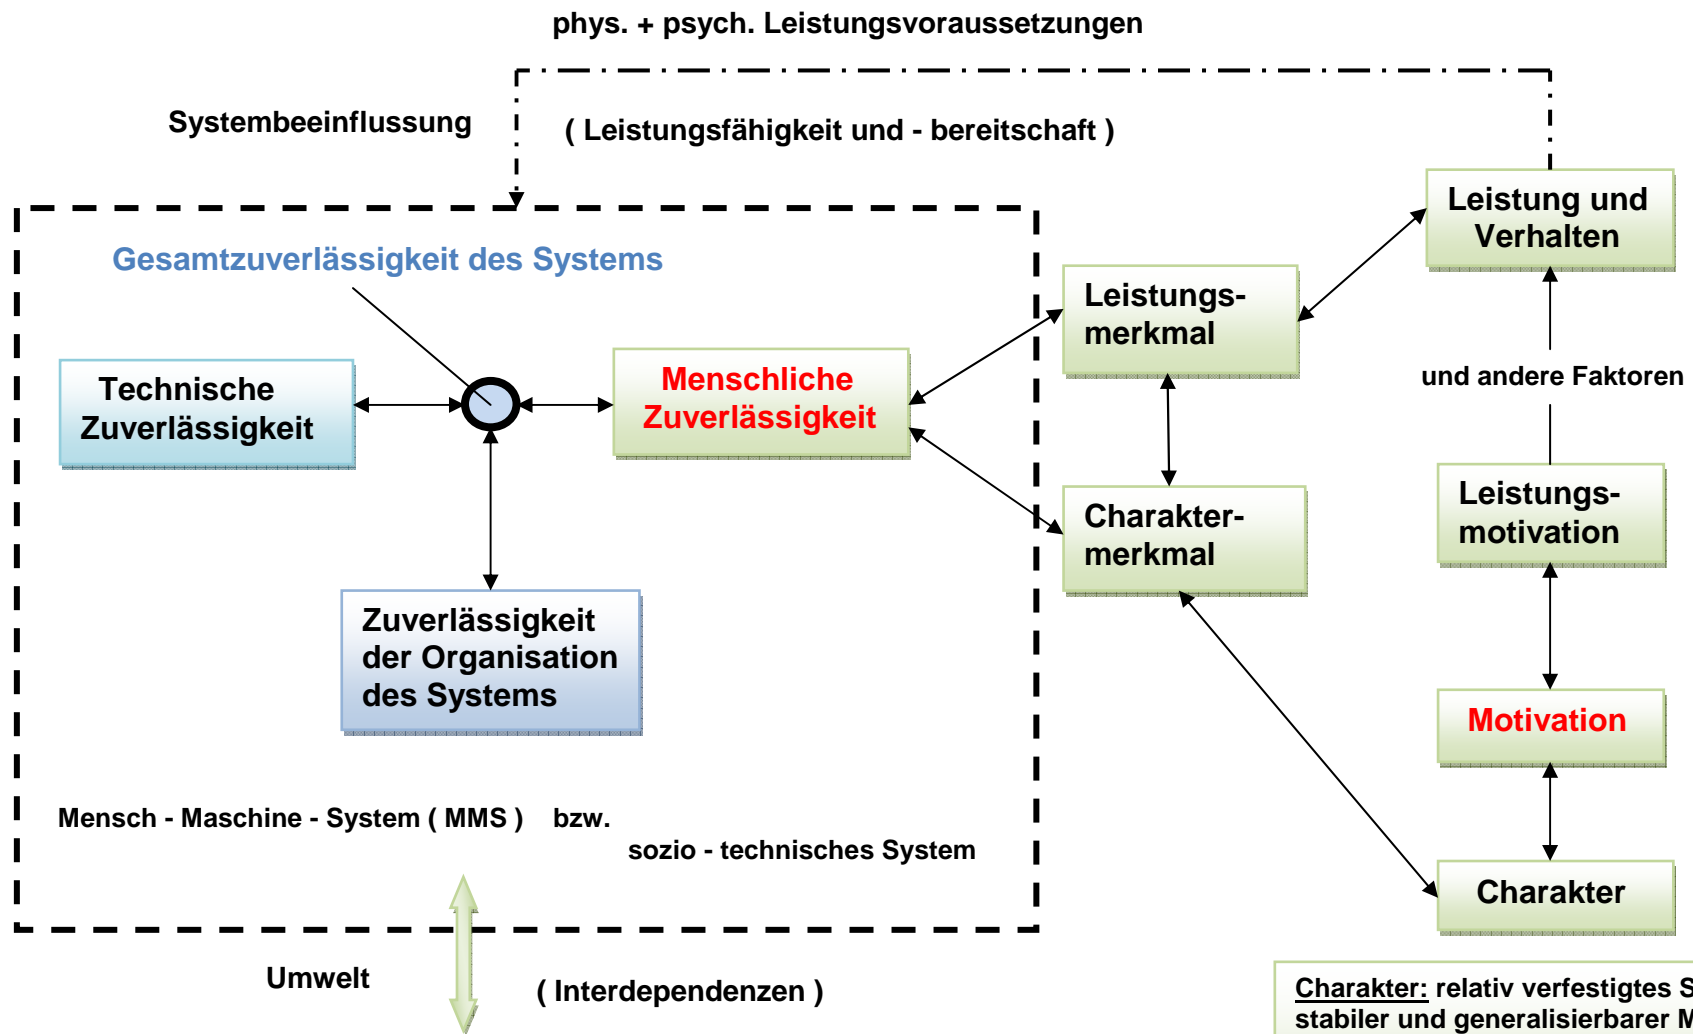 phys. + psych. Leistungsvoraussetzungen
Systembeeinflussung
( Leistungsfähigkeit und - bereitschaft )
Leistung und
Verhalten
Gesamtzuverlässigkeit des Systems
Leistungs-
merkmal
Technische
Zuverlässigkeit
Menschliche
Zuverlässigkeit
und andere Faktoren
Charakter-
merkmal
Leistungs-
motivation
Zuverlässigkeit
der Organisation
des Systems
Motivation
Mensch - Maschine - System ( MMS ) bzw.
sozio - technisches System
Charakter
Umwelt
( Interdependenzen )
Charakter: relativ verfestigtes S
stabiler und generalisierbarer M